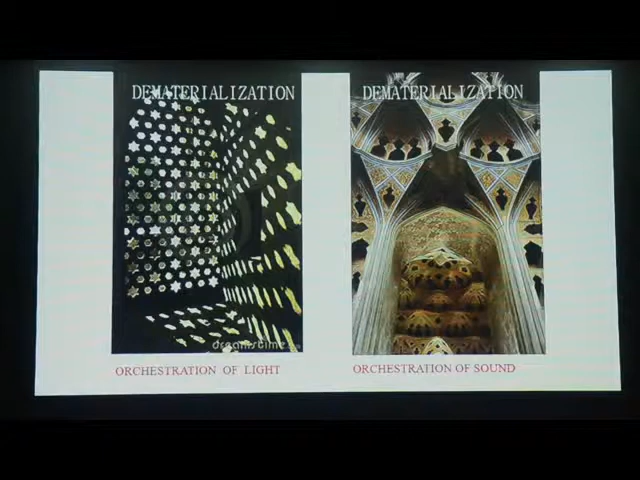 DEMATERIALIZATION
DEMATERIALIZATION
dreamstime
ORCHESTRATION OF LIGHT
ORCHESTRATION OF SOUND